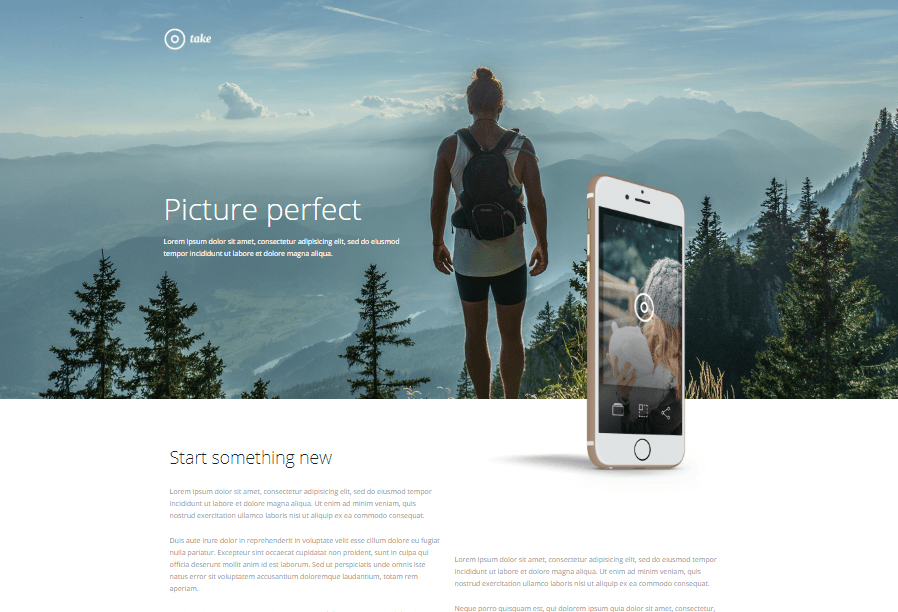 take
Picture perfect
Lorem ipsum dolor sit amet, consectetur adipisicing elit, sed do eiusmod
tempor incididunt ut labore et dolore magna aliqua.
Start something new
Lorem ipsum dolor sit amet, consectetur adipisicing elit, sed do eiusmod tempor
incididunt ut labore et dolore magna aliqua. Ut enim ad minim veniam, quis
nostrud exercitation ullamco laboris nisi ut aliquip ex ea commodo consequat.
Duis aute irure dolor in reprehenderit in voluptate velit esse cillum dolore eu fugiat
nulla pariatur. Excepteur sint occaecat cupidatat non proident, sunt in culpa qui
officia deserunt mollit anim id est laborum. Sed ut perspiciatis unde omnis iste
natus error sit voluptatem accusantium doloremque laudantium, totam rem
aperiam.
Lorem ipsum dolor sit amet, consectetur adipisicing elit, sed do eiusmod tempor
incididunt ut labore et dolore magna aliqua. Ut enim ad minim veniam, quis
nostrud exercitation ullamco laboris nisi ut aliquip ex ea commodo consequat.
Neque porro quisquam est, qui dolorem ipsum quia dolor sit amet, consectetur,